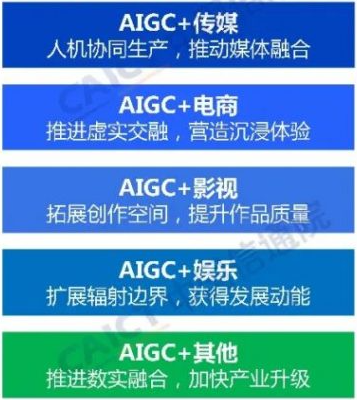 AIGC+传媒
人机协同生产，推动媒体融合
AIGC+电商
推进虚实交融，营造沉浸体验
AIGC+影视
拓展创作空间，提升作品质量
AIGC+娱乐
扩展辐射边界，获得发展动能
AIGC+其他
推进数实融合，加快产业升级